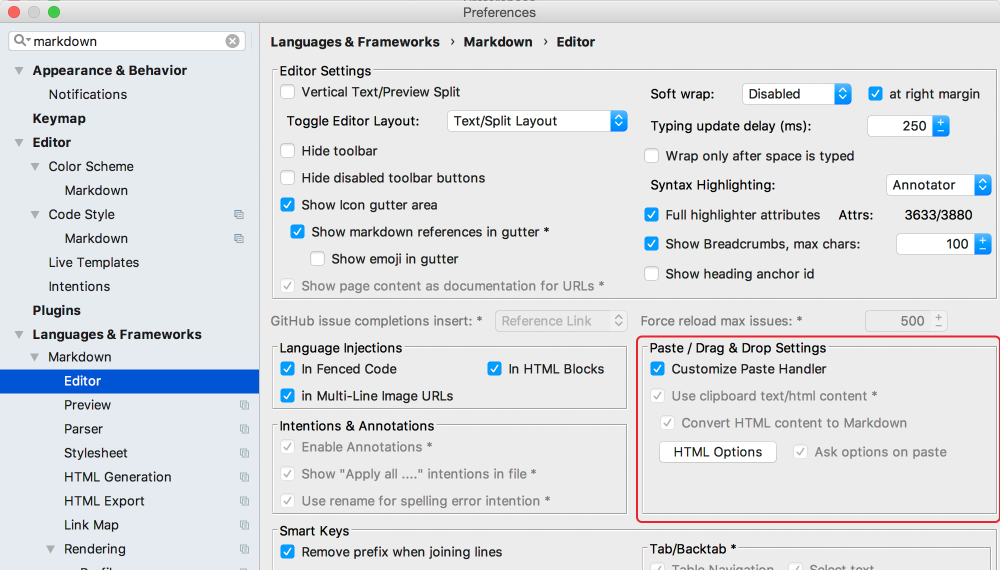 Preferences
markdown
Appearance & Behavior
Notifications
Keymap
Editor
Color Scheme
Markdown
Code Style
Markdown
Live Templates
Intentions
Plugins
Languages & Frameworks
Markdown
Editor
Preview
Parser
Stylesheet
HTML Generation
HTML Export
Link Map
Rendering
Languages & Frameworks › Markdown › Editor
Editor Settings
Vertical Text/Preview Split
Toggle Editor Layout: Text/Split Layout
Hide toolbar
Hide disabled toolbar buttons
Show Icon gutter area
Show markdown references in gutter *
Show emoji in gutter
Show page content as documentation for URLs *
Soft wrap: Disabled at right margin
Typing update delay (ms): 250
Wrap only after space is typed
Syntax Highlighting: Annotator
Full highlighter attributes Attrs: 3633/3880
Show Breadcrumbs, max chars: 100
Show heading anchor id
GitHub issue completions insert: * Reference Link
Force reload max issues: * 500
Language Injections
In Fenced Code In HTML Blocks
in Multi-Line Image URLs
Intentions & Annotations
Enable Annotations *
Show "Apply all ...." intentions in file *
Use rename for spelling error intention *
Paste / Drag & Drop Settings
Customize Paste Handler
Use clipboard text/html content *
Convert HTML content to Markdown
HTML Options Ask options on paste
Smart Keys
Remove prefix when joining lines
Tab/Backtab *
Table Navigation Select text